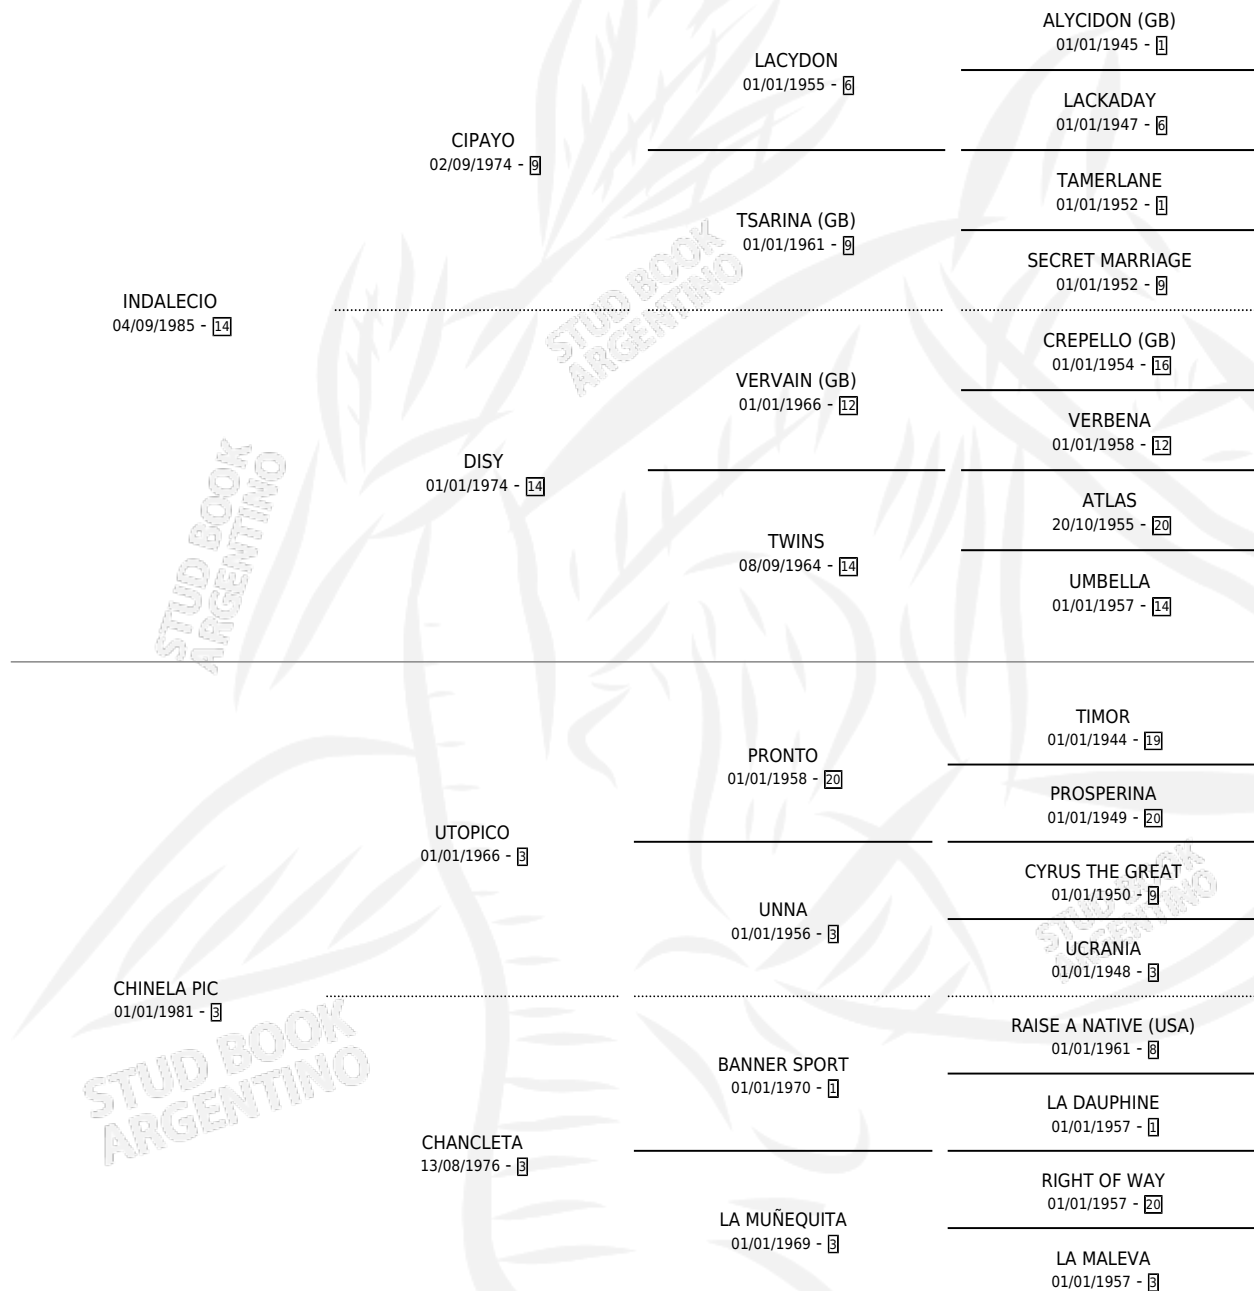 INDALECIO
04/09/1985 - 14
CIPAYO
02/09/1974 - 9
LACYDON
01/01/1955 - 6
ALYCIDON (GB)
01/01/1945 - 1
LACKADAY
01/01/1947 - 6
TSARINA (GB)
01/01/1961 - 9
TAMERLANE
01/01/1952 - 1
SECRET MARRIAGE
01/01/1952 - 9
DISY
01/01/1974 - 14
VERVAIN (GB)
01/01/1966 - 12
CREPELLO (GB)
01/01/1954 - 16
VERBENA
01/01/1958 - 12
TWINS
08/09/1964 - 14
ATLAS
20/10/1955 - 20
UMBELLA
01/01/1957 - 14
CHINELA PIC
01/01/1981 - 3
UTOPICO
01/01/1966 - 3
PRONTO
01/01/1958 - 20
TIMOR
01/01/1944 - 19
PROSPERINA
01/01/1949 - 20
UNNA
01/01/1956 - 3
CYRUS THE GREAT
01/01/1950 - 9
UCRANIA
01/01/1948 - 3
CHANCLETA
13/08/1976 - 3
BANNER SPORT
01/01/1970 - 1
RAISE A NATIVE (USA)
01/01/1961 - 8
LA DAUPHINE
01/01/1957 - 1
LA MUÑEQUITA
01/01/1969 - 3
RIGHT OF WAY
01/01/1957 - 20
LA MALEVA
01/01/1957 - 3
STUD BOOK
ARGENTINO
STUD BOOK
ARGENTINO
STUD BOOK
ARGENTINO
STUD BOOK
ARGENTINO